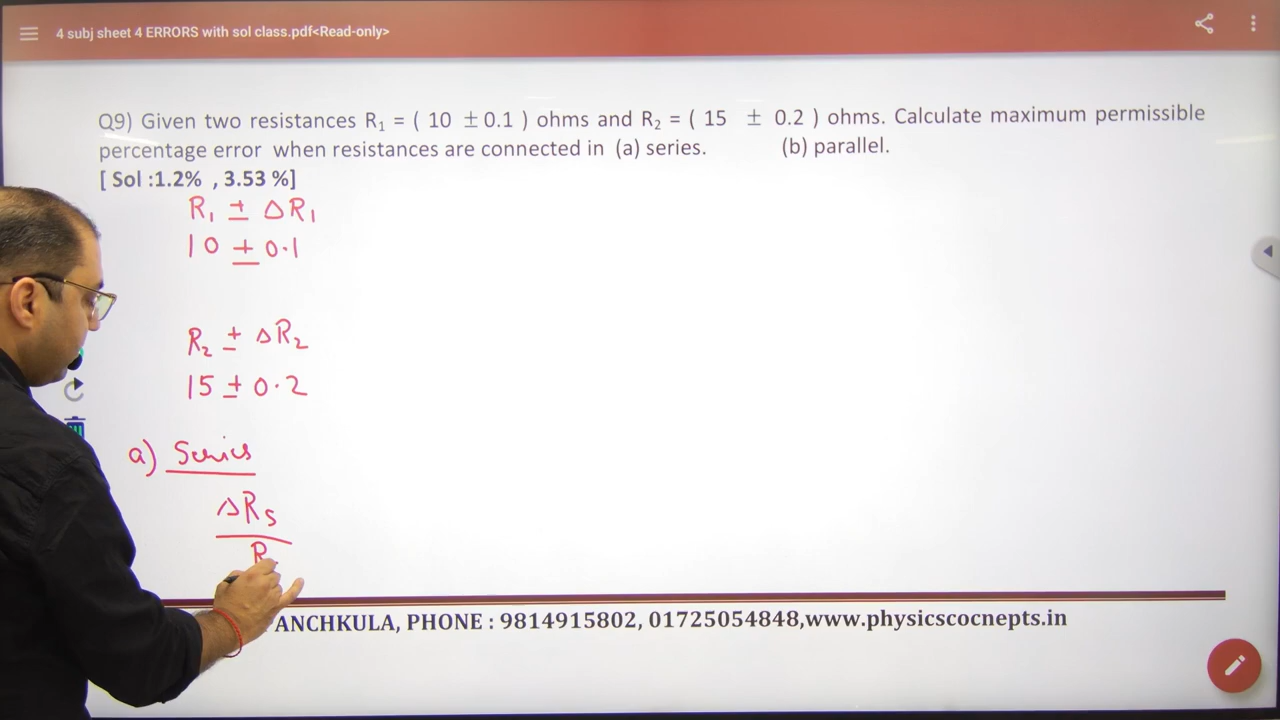 4 subj sheet 4 ERRORS with sol class.pdf<Read-only>
Q9) Given two resistances R₁ = ( 10 ± 0.1 ) ohms and R₂ = ( 15 ± 0.2 ) ohms. Calculate maximum permissible
percentage error when resistances are connected in (a) series. (b) parallel.
[ Sol :1.2% , 3.53 %]
R₁ ± ΔR₁
10 ± 0.1
R₂ ± ΔR₂
15 ± 0.2
a) Series
ΔRs
R
ANCHKULA, PHONE : 9814915802, 01725054848,www.physicscocnepts.in